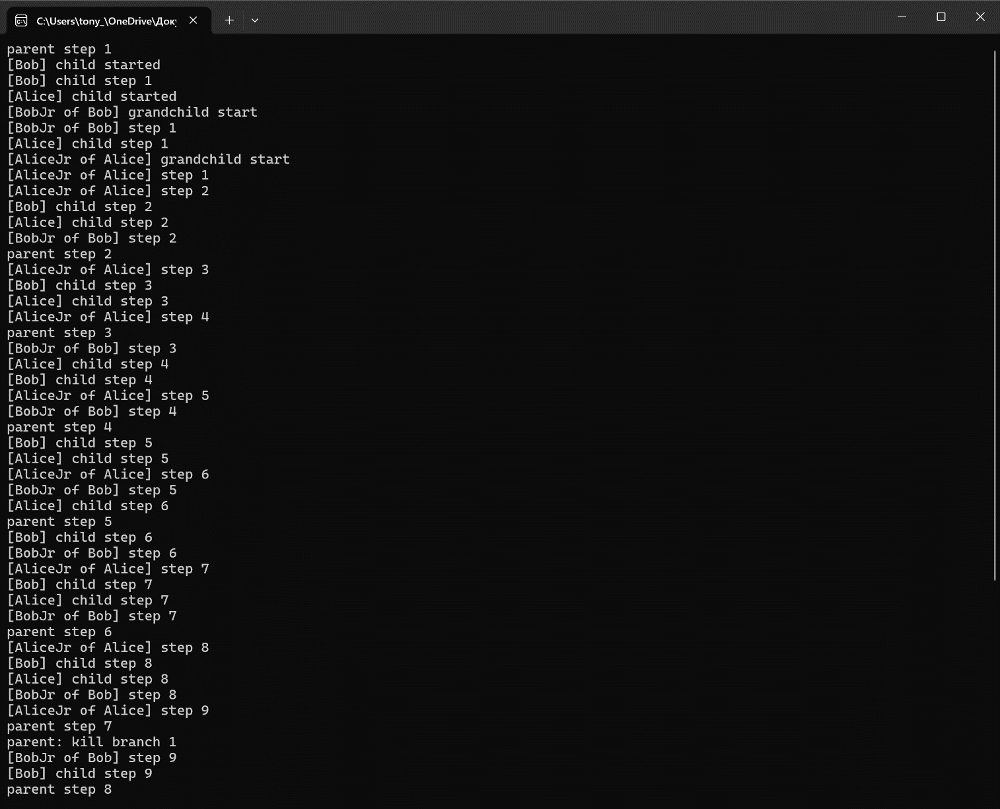 C:\Users\tony_\OneDrive\Доку
parent step 1
[Bob] child started
[Bob] child step 1
[Alice] child started
[BobJr of Bob] grandchild start
[BobJr of Bob] step 1
[Alice] child step 1
[AliceJr of Alice] grandchild start
[AliceJr of Alice] step 1
[AliceJr of Alice] step 2
[Bob] child step 2
[Alice] child step 2
[BobJr of Bob] step 2
parent step 2
[AliceJr of Alice] step 3
[Bob] child step 3
[Alice] child step 3
[AliceJr of Alice] step 4
parent step 3
[BobJr of Bob] step 3
[Alice] child step 4
[Bob] child step 4
[AliceJr of Alice] step 5
[BobJr of Bob] step 4
parent step 4
[Bob] child step 5
[Alice] child step 5
[AliceJr of Alice] step 6
[BobJr of Bob] step 5
[Alice] child step 6
parent step 5
[Bob] child step 6
[BobJr of Bob] step 6
[AliceJr of Alice] step 7
[Bob] child step 7
[Alice] child step 7
[BobJr of Bob] step 7
parent step 6
[AliceJr of Alice] step 8
[Bob] child step 8
[Alice] child step 8
[BobJr of Bob] step 8
[AliceJr of Alice] step 9
parent step 7
parent: kill branch 1
[BobJr of Bob] step 9
[Bob] child step 9
parent step 8